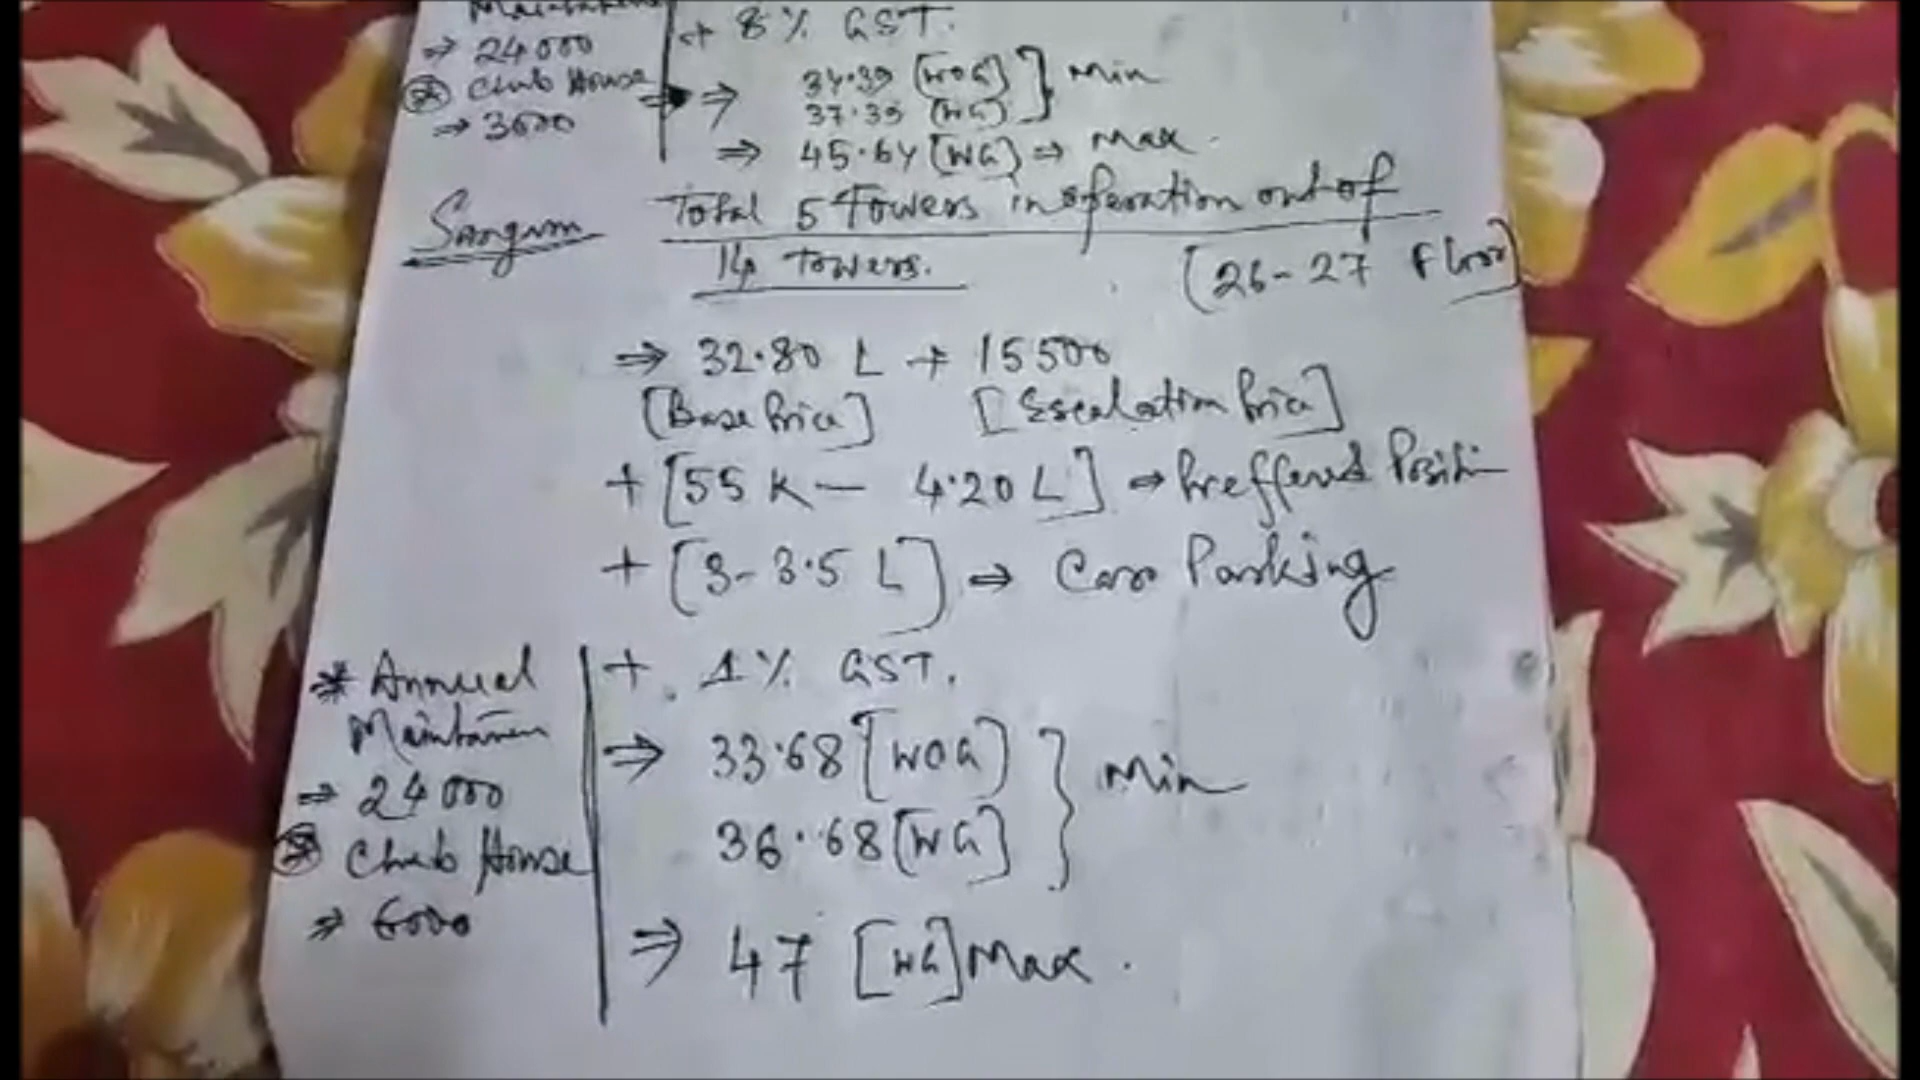 ⇒ 24000
+ 8% GST.
Club House
⇒ 3600
⇒ 34.39 [WOG]
37.39 [WG] } Min
⇒ 45.64 [WG] ⇒ Max.
Sangam
Total 5 Towers in operation out of
14 Towers.
[26-27 Floor]
⇒ 32.80 L + 15500
[Base Price] [Escalation Price]
+ [55 K — 4.20 L] ⇒ Preffered Position
+ [3-3.5 L] ⇒ Car Parking
+ 1% GST.
* Annual
Maintanen
⇒ 24000
Club House
⇒ 6000
⇒ 33.68 [WOG]
36.68 [WG] } Min
⇒ 47 [WG] Max.